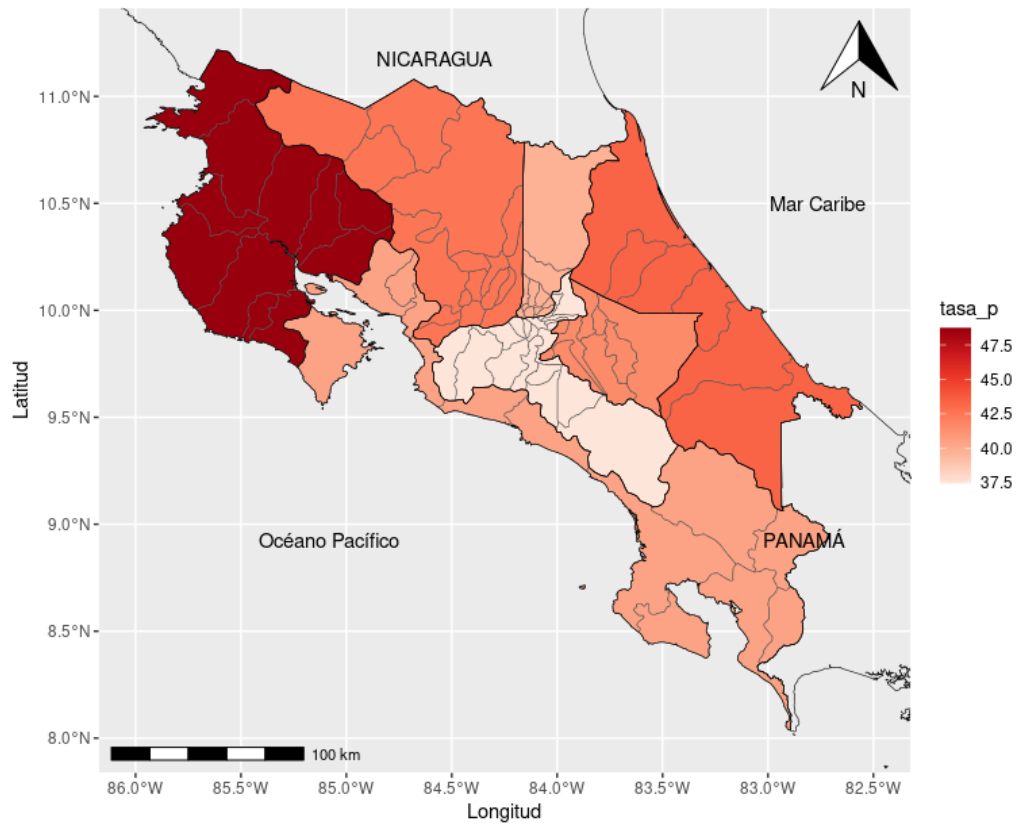 NICARAGUA
N
11.0°N
10.5°N
10.0°N
9.5°N
9.0°N
8.5°N
8.0°N
Latitud
Mar Caribe
Océano Pacífico
PANAMÁ
100 km
86.0°W
85.5°W
85.0°W
84.5°W
84.0°W
83.5°W
83.0°W
82.5°W
Longitud
tasa_p
47.5
45.0
42.5
40.0
37.5